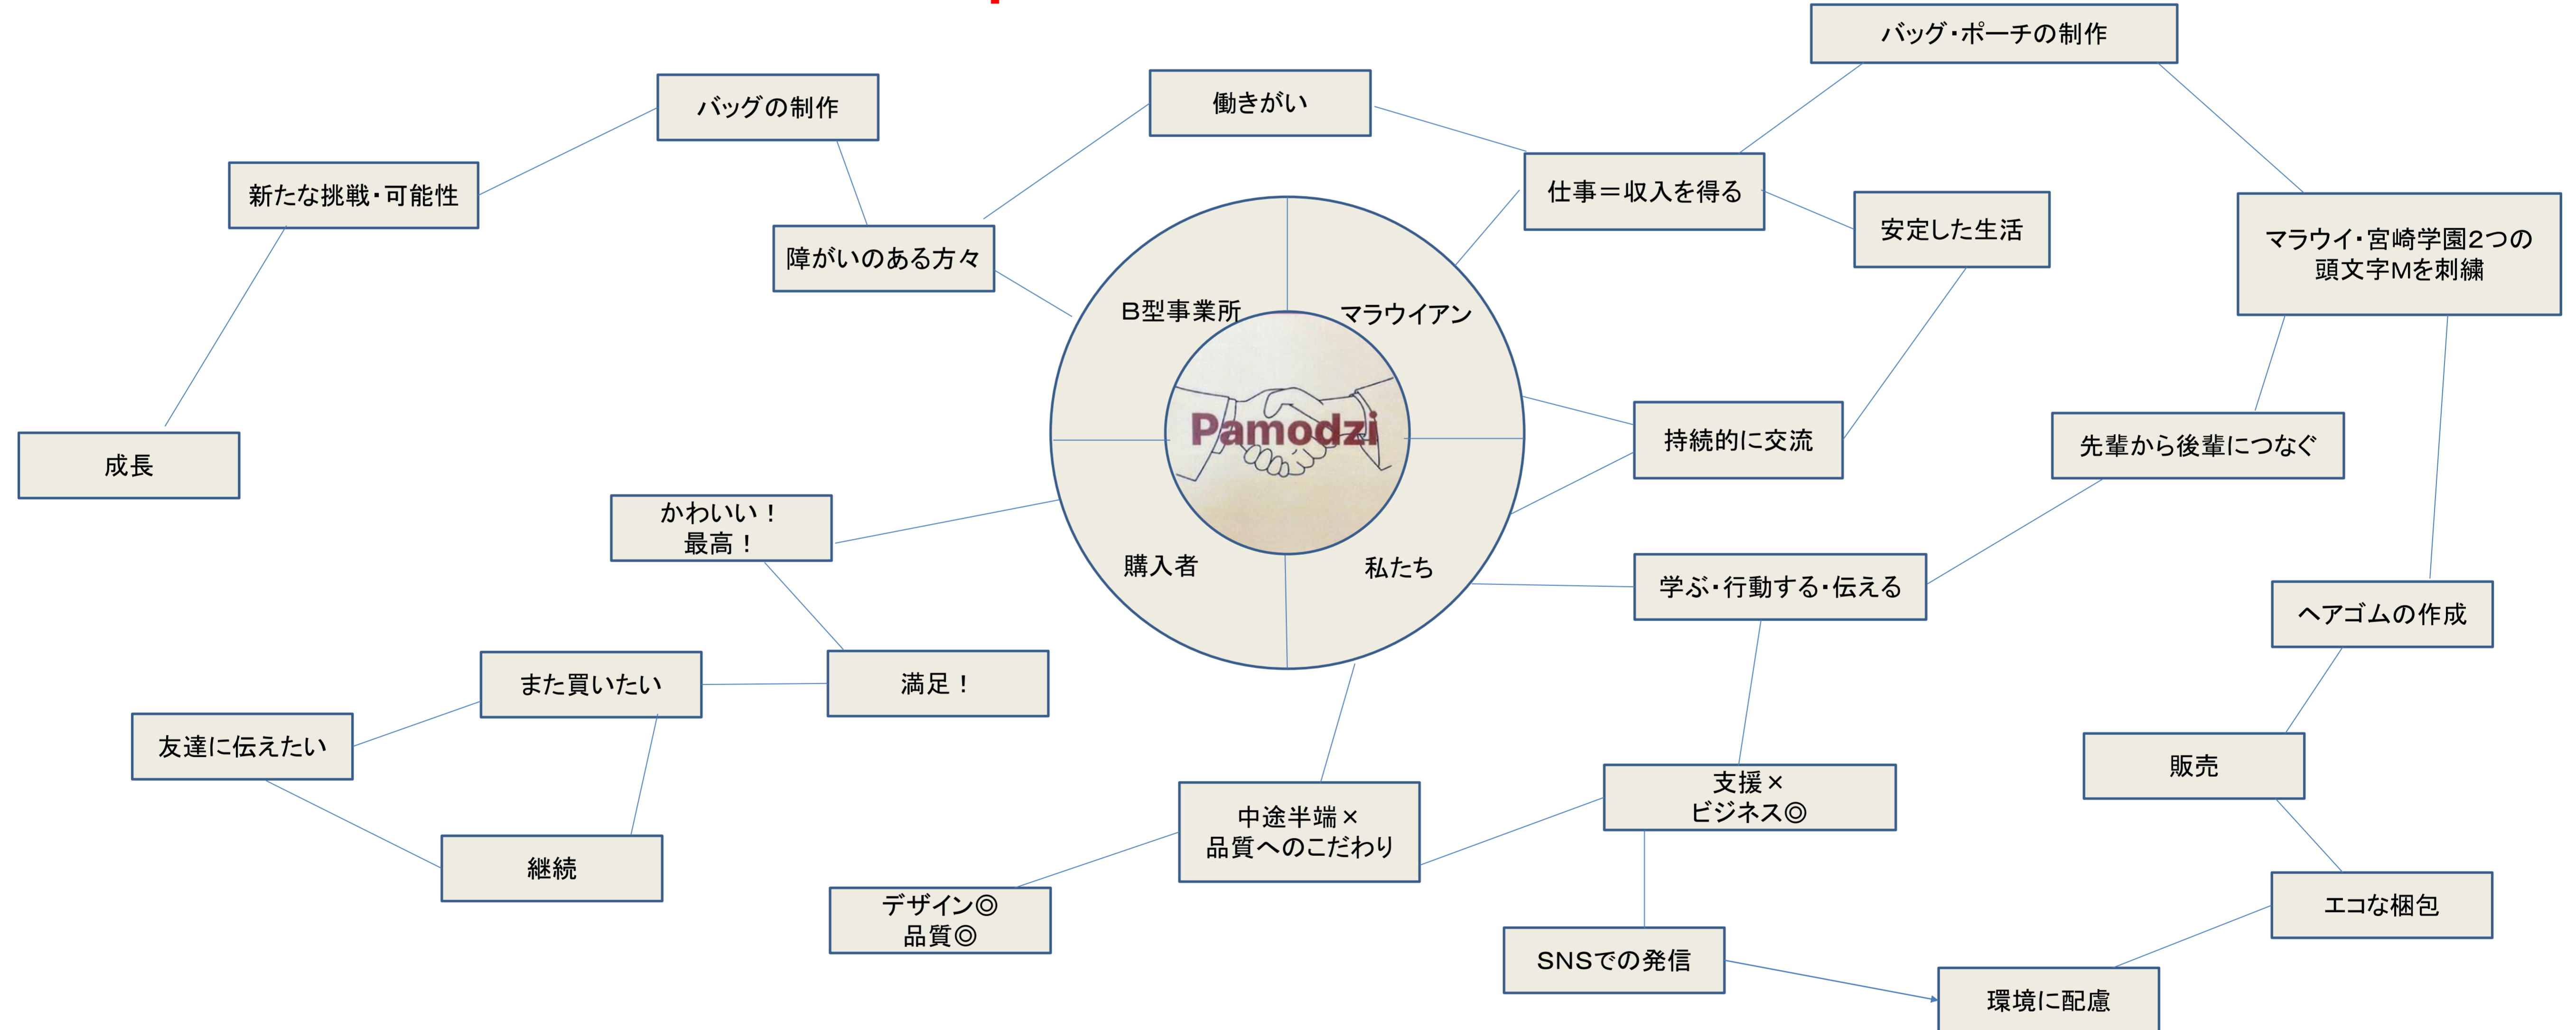 バッグ・ポーチの制作
バッグの制作
働きがい
新たな挑戦・可能性
仕事＝収入を得る
安定した生活
マラウイ・宮崎学園２つの
頭文字Mを刺繍
障がいのある方々
Ｂ型事業所
マラウイアン
Pamodzi
持続的に交流
先輩から後輩につなぐ
成長
かわいい！
最高！
購入者
私たち
学ぶ・行動する・伝える
ヘアゴムの作成
また買いたい
満足！
友達に伝えたい
販売
支援×
ビジネス◎
中途半端×
品質へのこだわり
継続
デザイン◎
品質◎
エコな梱包
SNSでの発信
環境に配慮